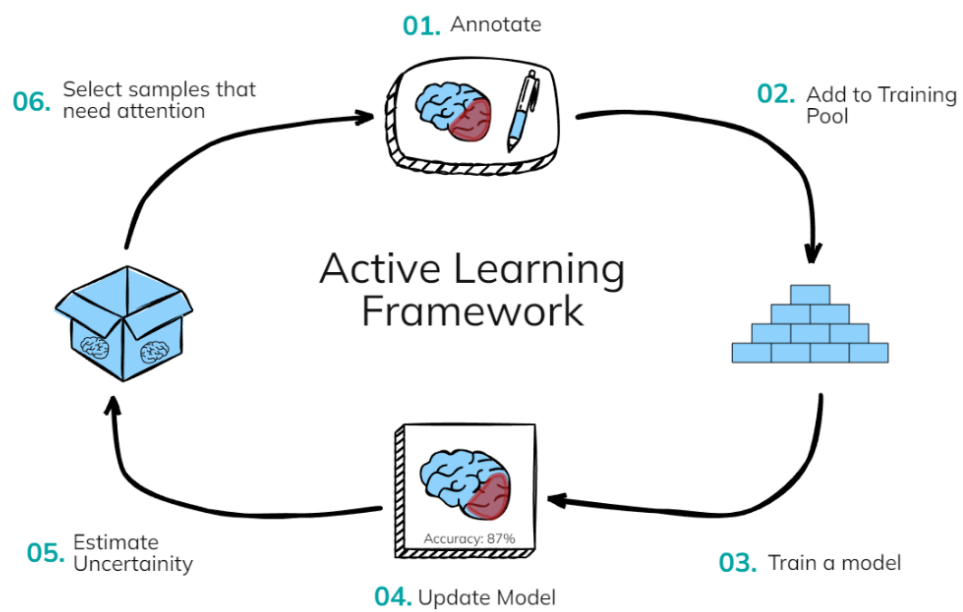 01. Annotate
02. Add to Training
Pool
03. Train a model
04. Update Model
05. Estimate
Uncertainity
06. Select samples that
need attention
Active Learning
Framework
Accuracy: 87%